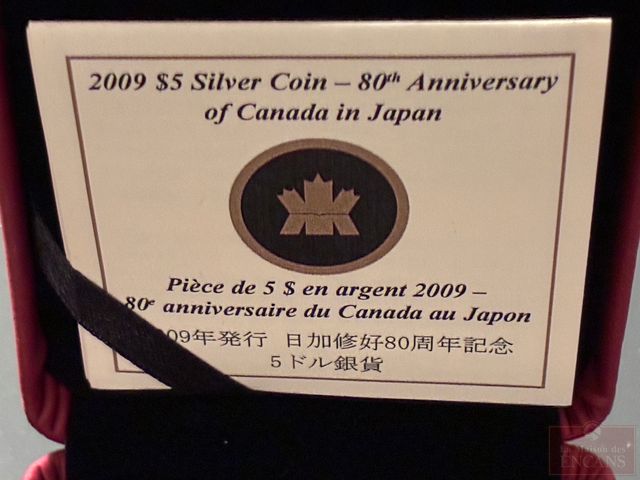 2009 $5 Silver Coin – 80th Anniversary
of Canada in Japan
Pièce de 5 $ en argent 2009 –
80e anniversaire du Canada au Japon
009年発行 日加修好80周年記念
5ドル銀貨
La Maison des
ENCANS